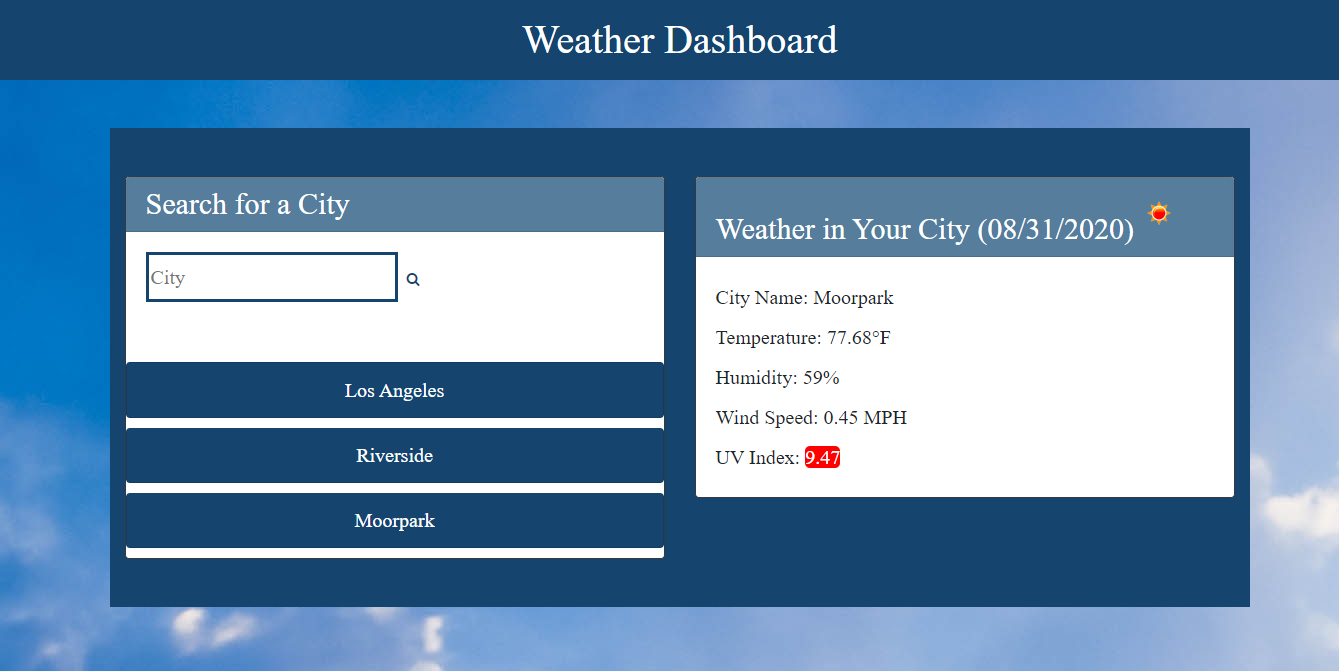 Weather Dashboard
Search for a City
City
Los Angeles
Riverside
Moorpark
Weather in Your City (08/31/2020)
City Name: Moorpark
Temperature: 77.68°F
Humidity: 59%
Wind Speed: 0.45 MPH
UV Index: 9.47